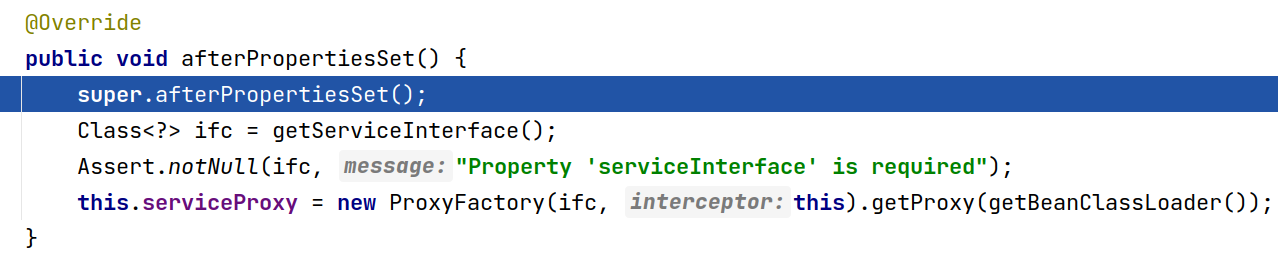 @Override
public void afterPropertiesSet() {
    super.afterPropertiesSet();
    Class<?> ifc = getServiceInterface();
    Assert.notNull(ifc, message: "Property 'serviceInterface' is required");
    this.serviceProxy = new ProxyFactory(ifc, interceptor: this).getProxy(getBeanClassLoader());
}